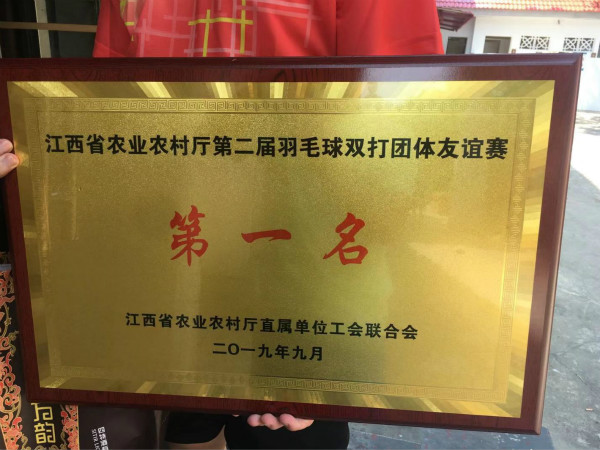 江西省农业农村厅第二届羽毛球双打团体友谊赛
第一名
江西省农业农村厅直属单位工会联合会
二〇一九年九月
韵